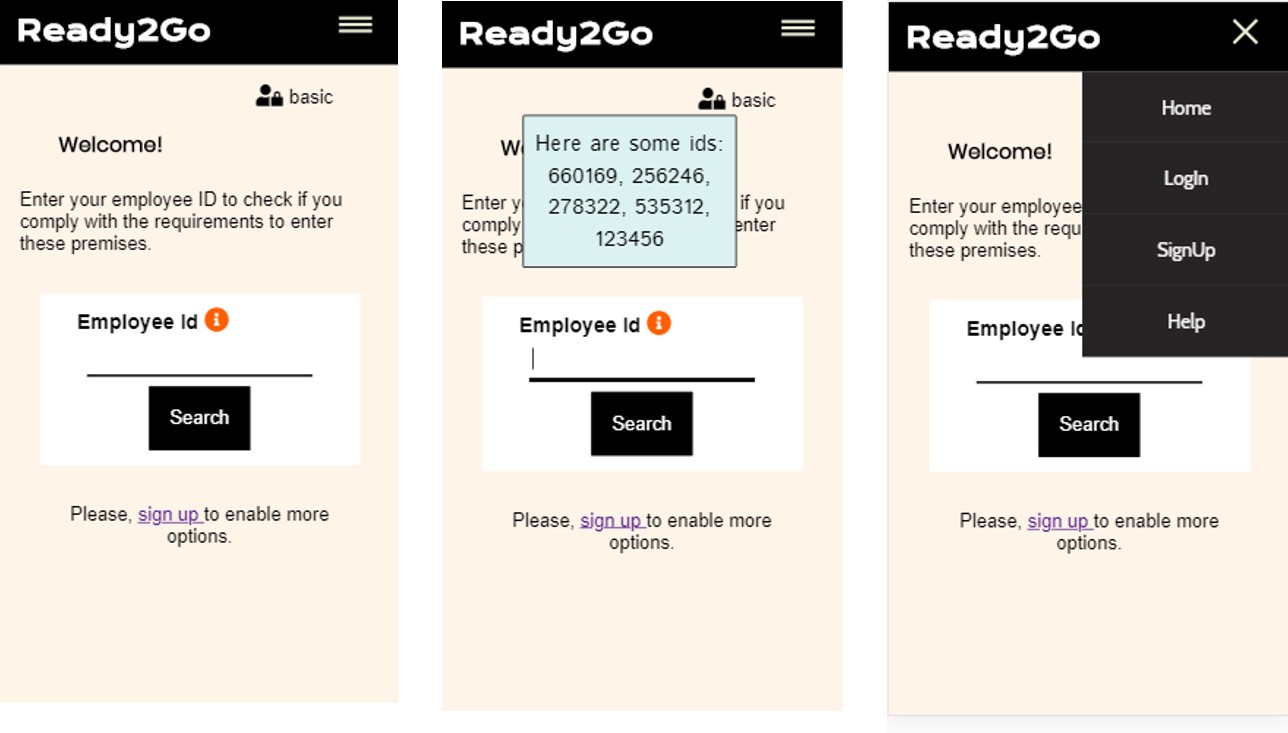 Ready2Go
basic
Welcome!
Enter your employee ID to check if you
comply with the requirements to enter
these premises.
Employee Id
Search
Please, sign up to enable more
options.
Ready2Go
basic
W
Here are some ids:
660169, 256246,
278322, 535312,
123456
Enter y if you
comply enter
these p
Employee Id
Search
Please, sign up to enable more
options.
Ready2Go
Home
LogIn
SignUp
Help
Welcome!
Enter your employee
comply with the requ
these premises.
Employee Id
Search
Please, sign up to enable more
options.